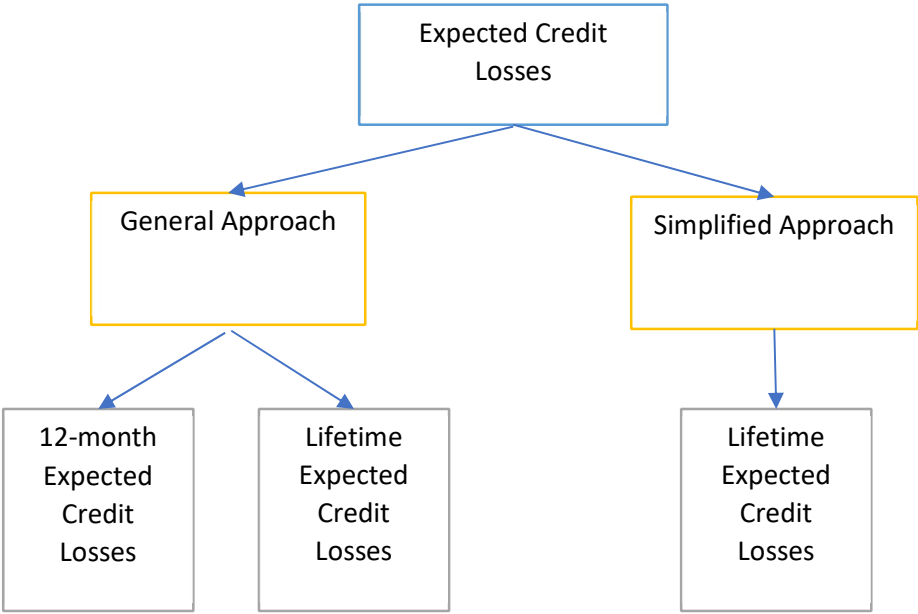 Expected Credit
Losses
General Approach
Simplified Approach
12-month
Expected
Credit
Losses
Lifetime
Expected
Credit
Losses
Lifetime
Expected
Credit
Losses